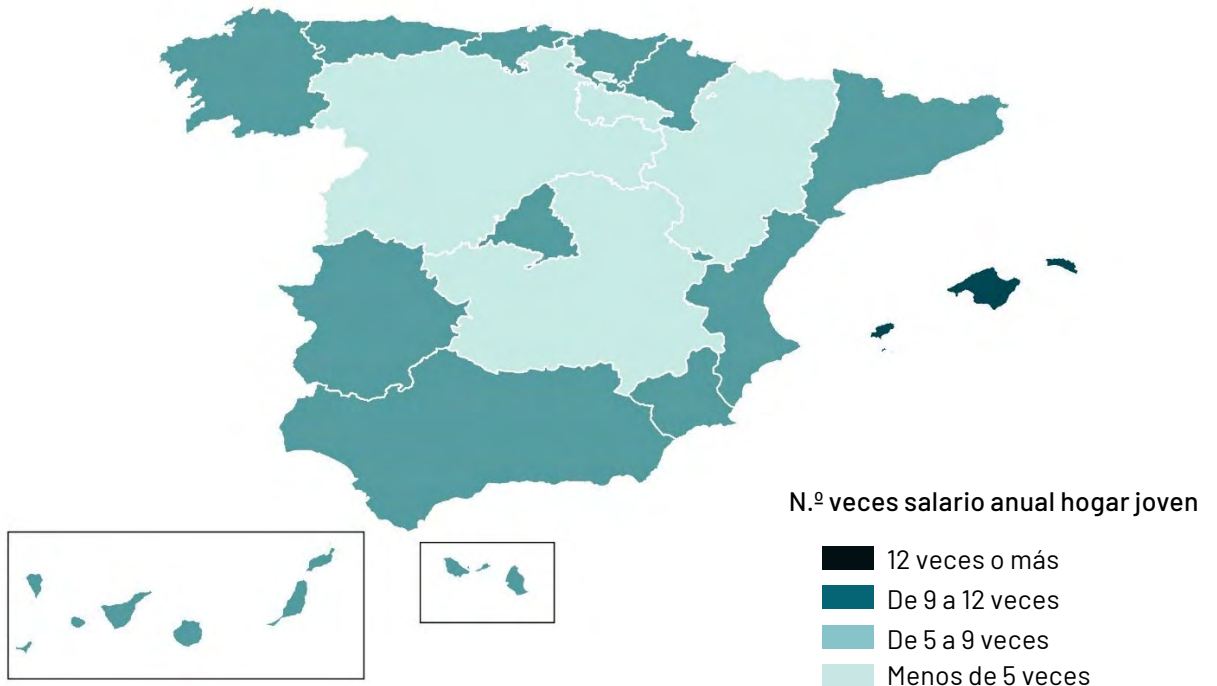 N.º veces salario anual hogar joven
12 veces o más
De 9 a 12 veces
De 5 a 9 veces
Menos de 5 veces